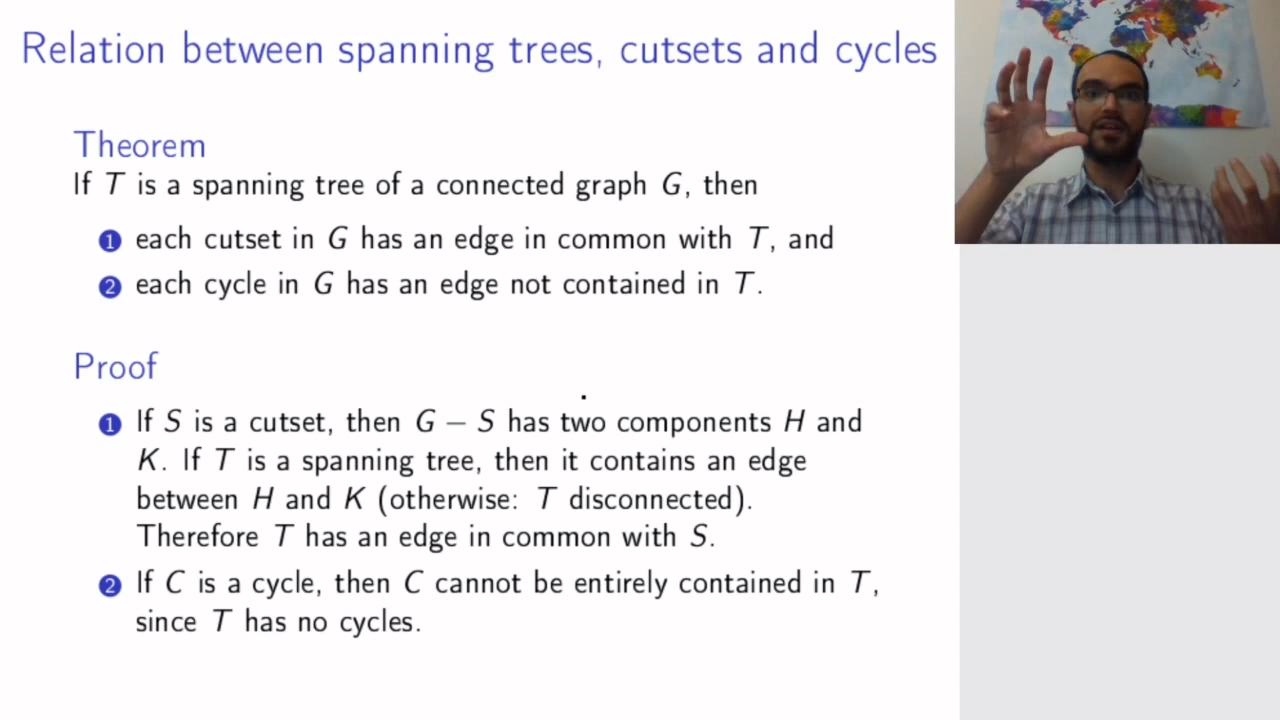 Relation between spanning trees, cutsets and cycles
Theorem
If T is a spanning tree of a connected graph G, then
1 each cutset in G has an edge in common with T, and
2 each cycle in G has an edge not contained in T.
Proof
1 If S is a cutset, then G − S has two components H and
K. If T is a spanning tree, then it contains an edge
between H and K (otherwise: T disconnected).
Therefore T has an edge in common with S.
2 If C is a cycle, then C cannot be entirely contained in T,
since T has no cycles.